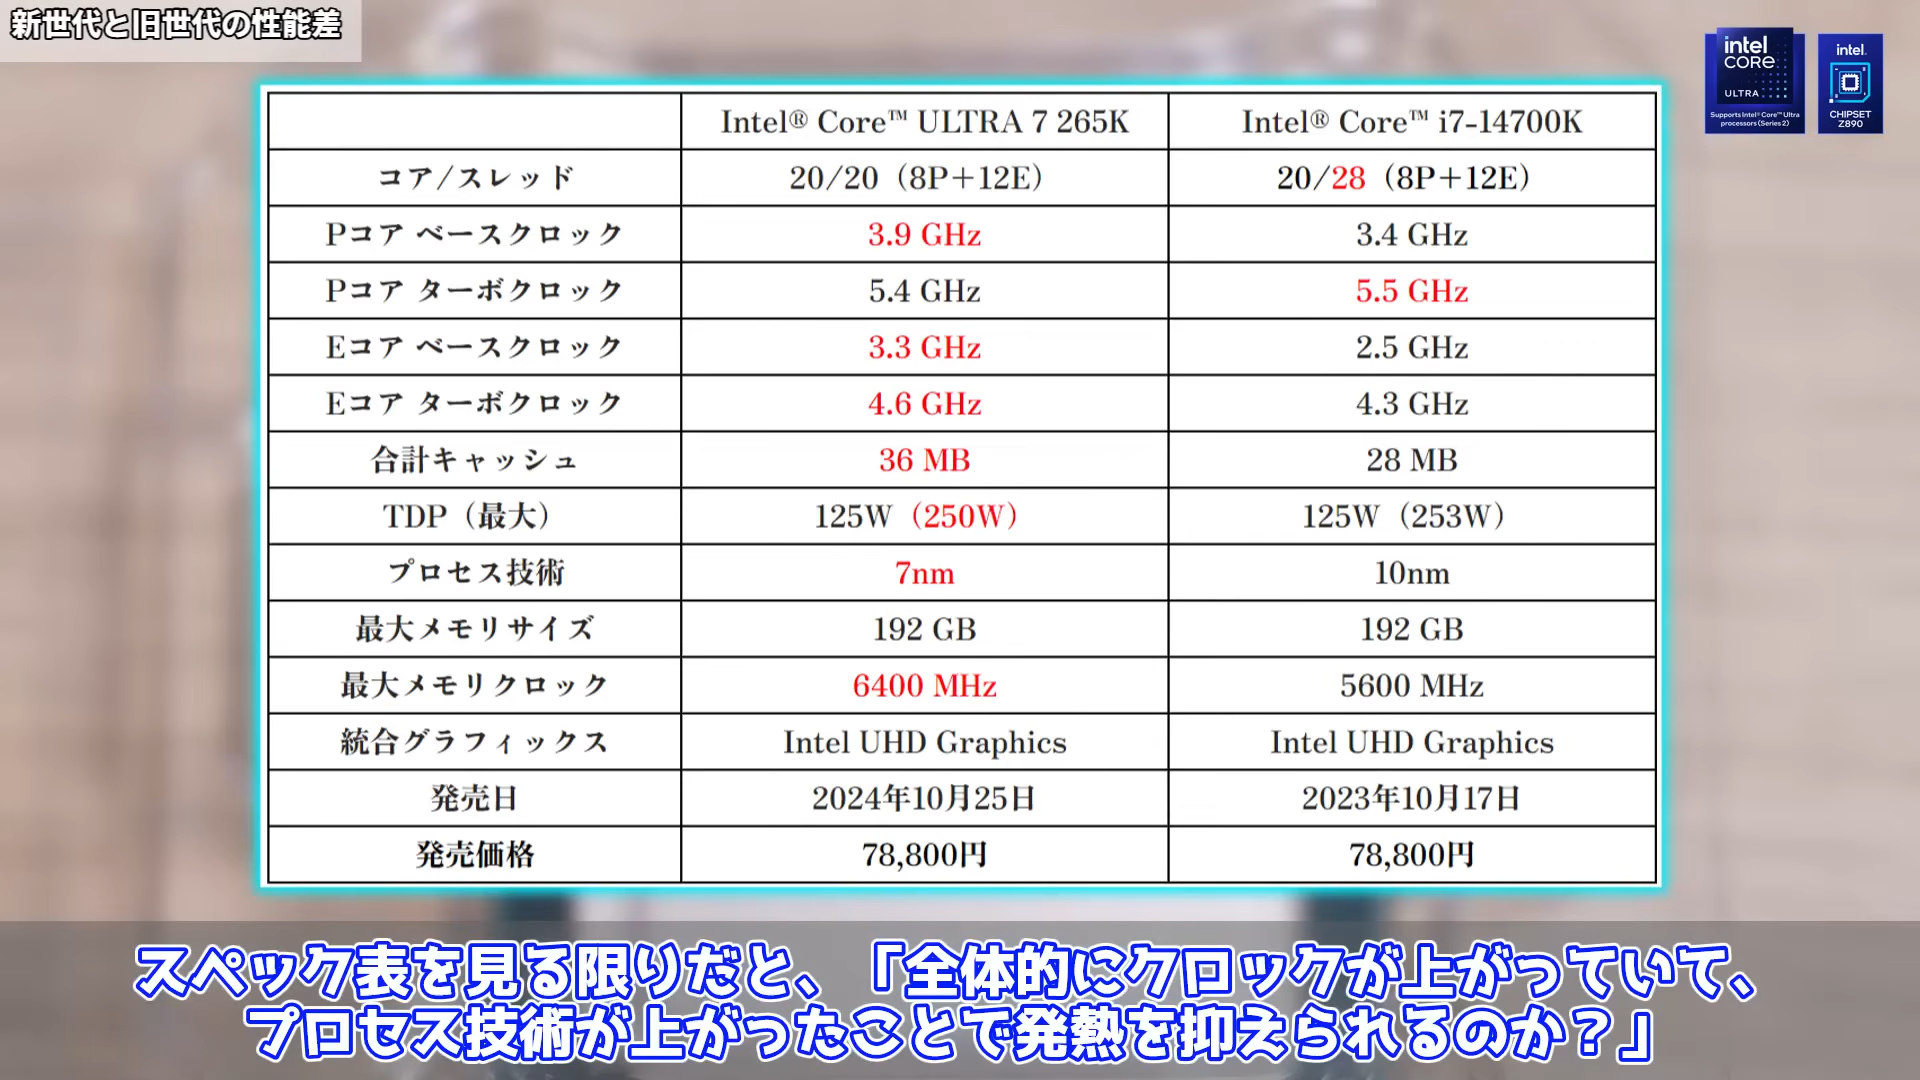 新世代と旧世代の性能差
intel CORE ULTRA
Supports Intel® Core™ Ultra processors (Series 2)
intel. CHIPSET Z890
Intel® Core™ ULTRA 7 265K Intel® Core™ i7-14700K
コア/スレッド 20/20（8P＋12E） 20/28（8P＋12E）
Pコア ベースクロック 3.9 GHz 3.4 GHz
Pコア ターボクロック 5.4 GHz 5.5 GHz
Eコア ベースクロック 3.3 GHz 2.5 GHz
Eコア ターボクロック 4.6 GHz 4.3 GHz
合計キャッシュ 36 MB 28 MB
TDP（最大） 125W（250W） 125W（253W）
プロセス技術 7nm 10nm
最大メモリサイズ 192 GB 192 GB
最大メモリクロック 6400 MHz 5600 MHz
統合グラフィックス Intel UHD Graphics Intel UHD Graphics
発売日 2024年10月25日 2023年10月17日
発売価格 78,800円 78,800円
スペック表を見る限りだと、「全体的にクロックが上がっていて、
プロセス技術が上がったことで発熱を抑えられるのか？」